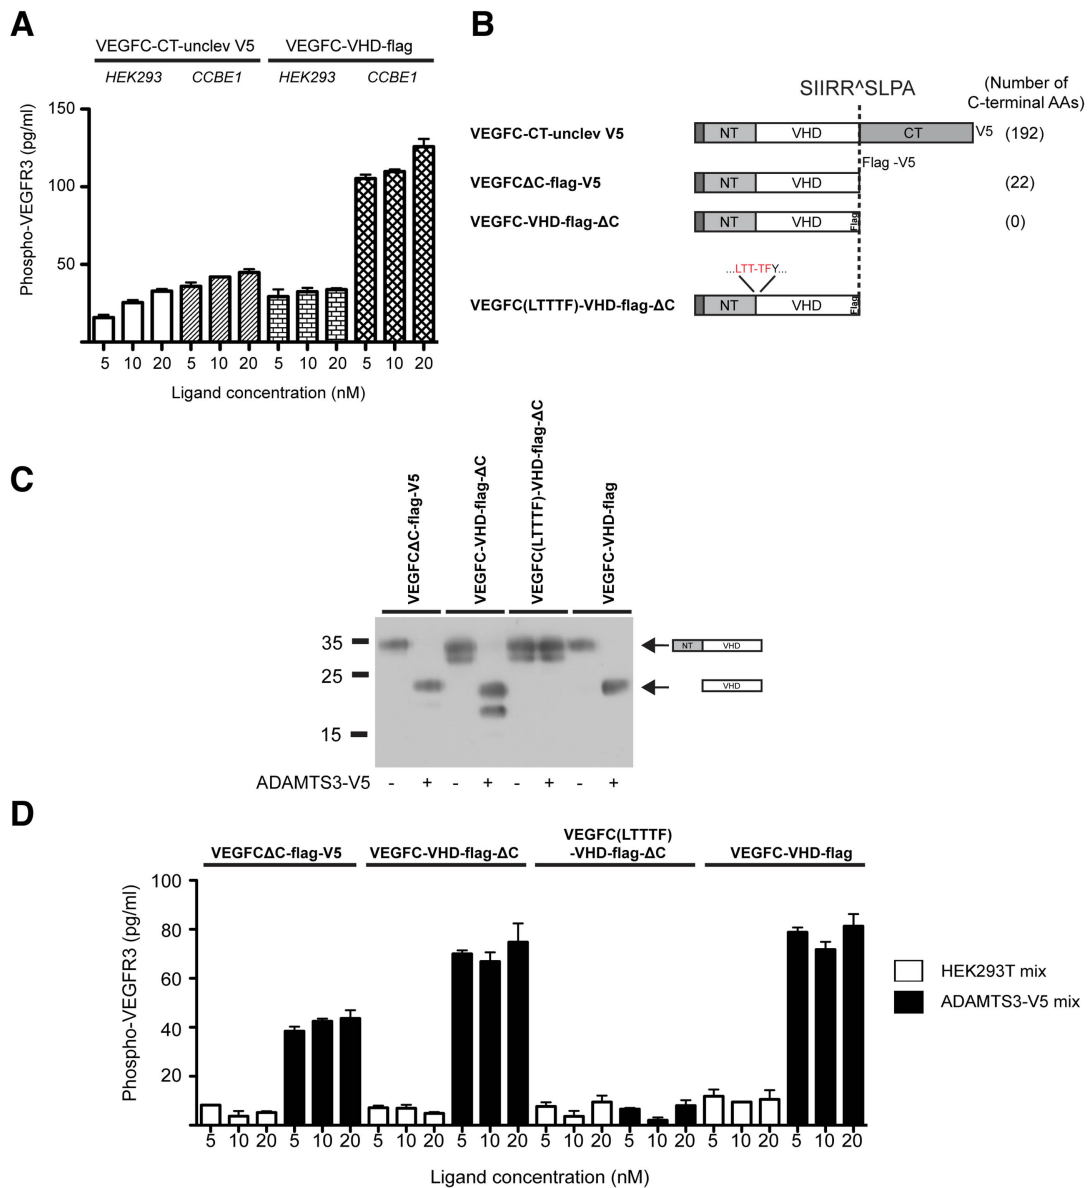 A
VEGFC-CT-unclev V5 VEGFC-VHD-flag
HEK293 CCBE1 HEK293 CCBE1
Phospho-VEGFR3 (pg/ml)
150
100
50
5 10 20 5 10 20 5 10 20 5 10 20
Ligand concentration (nM)
B
SIIRR^SLPA
(Number of
C-terminal AAs)
VEGFC-CT-unclev V5 NT VHD CT V5 (192)
Flag -V5
VEGFCΔC-flag-V5 NT VHD (22)
VEGFC-VHD-flag-ΔC NT VHD Flag (0)
...LTT-TFY...
VEGFC(LTTTF)-VHD-flag-ΔC NT VHD Flag
C
VEGFCΔC-flag-V5
VEGFC-VHD-flag-ΔC
VEGFC(LTTTF)-VHD-flag-ΔC
VEGFC-VHD-flag
35
25
15
NT VHD
VHD
ADAMTS3-V5 - + - + - + - +
D
VEGFCΔC-flag-V5 VEGFC-VHD-flag-ΔC VEGFC(LTTTF)
-VHD-flag-ΔC VEGFC-VHD-flag
Phospho-VEGFR3 (pg/ml)
100
80
60
40
20
5 10 20 5 10 20 5 10 20 5 10 20 5 10 20 5 10 20 5 10 20 5 10 20
Ligand concentration (nM)
HEK293T mix
ADAMTS3-V5 mix